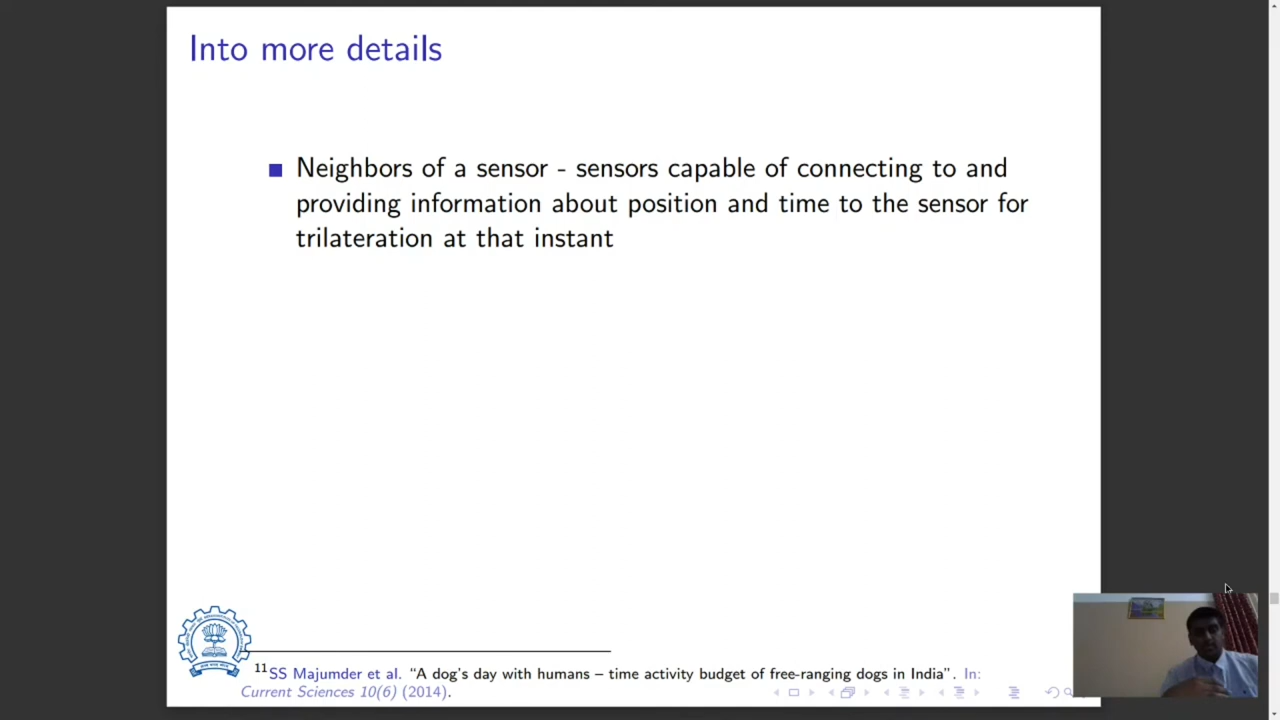 Into more details
Neighbors of a sensor - sensors capable of connecting to and
providing information about position and time to the sensor for
trilateration at that instant
11 SS Majumder et al. “A dog’s day with humans – time activity budget of free-ranging dogs in India”. In:
Current Sciences 10(6) (2014).